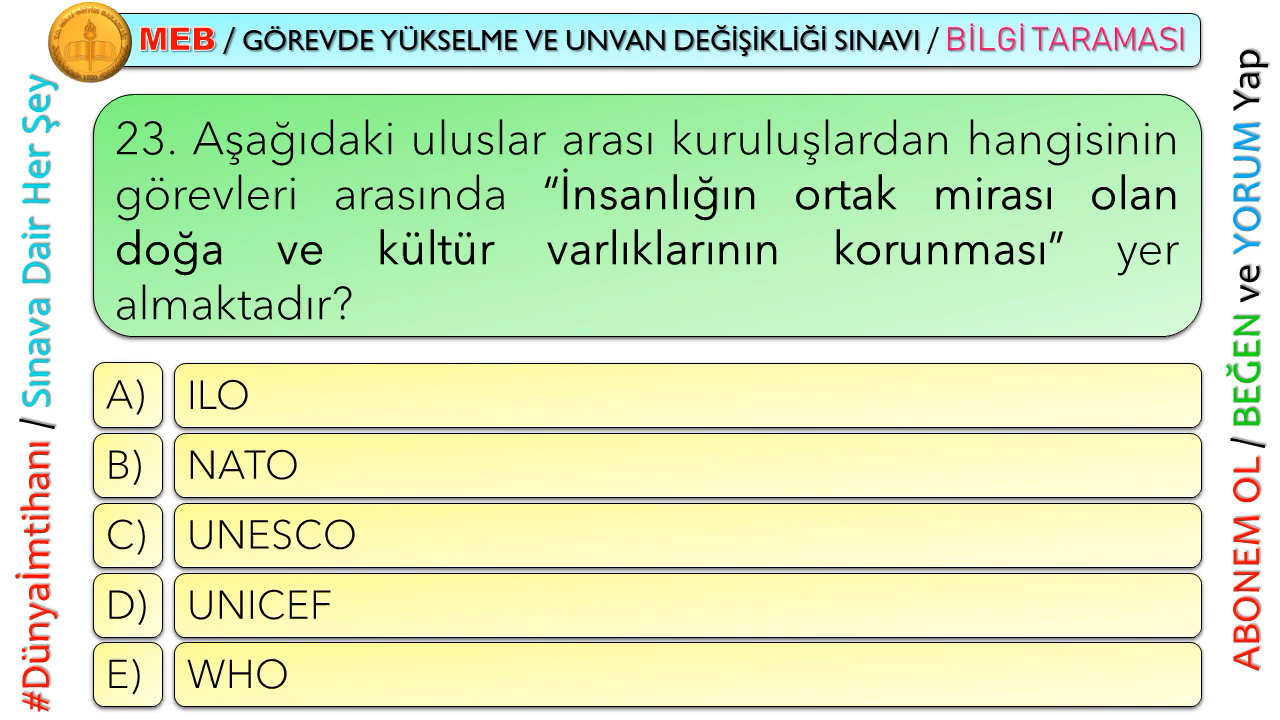 MEB / GÖREVDE YÜKSELME VE UNVAN DEĞİŞİKLİĞİ SINAVI / BİLGİ TARAMASI
23. Aşağıdaki uluslar arası kuruluşlardan hangisinin
görevleri arasında “İnsanlığın ortak mirası olan
doğa ve kültür varlıklarının korunması” yer
almaktadır?
A) ILO
B) NATO
C) UNESCO
D) UNICEF
E) WHO
#Dünyaİmtihanı / Sınava Dair Her Şey
ABONEM OL / BEĞEN ve YORUM Yap